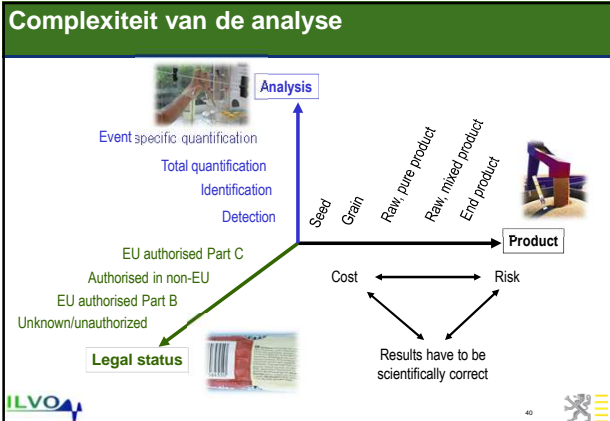 Complexiteit van de analyse
Analysis
Event specific quantification
Total quantification
Identification
Detection
Seed
Grain
Raw, pure product
Raw, mixed product
End product
Product
EU authorised Part C
Authorised in non-EU
EU authorised Part B
Unknown/unauthorized
Legal status
Cost
Risk
Results have to be
scientifically correct
ILVO
40